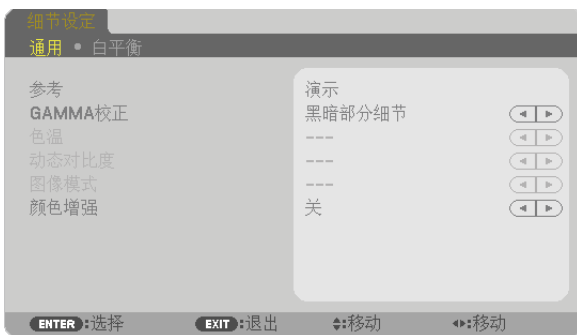 细节设定
通用 • 白平衡
参考 演示
GAMMA校正 黑暗部分细节
色温 ---
动态对比度 ---
图像模式 ---
颜色增强 关
ENTER:选择 EXIT:退出 :移动 :移动